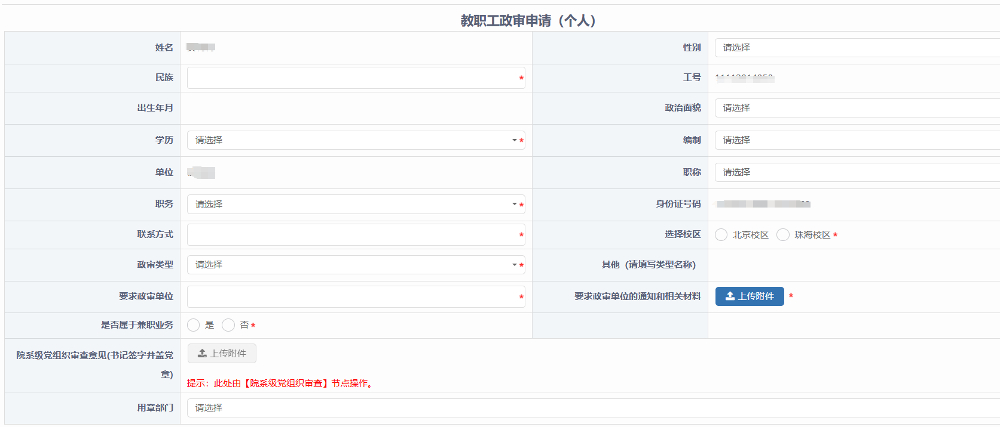 教职工政审申请（个人）
姓名
性别 请选择
民族 *
工号
出生年月
政治面貌 请选择
学历 请选择 *
编制 请选择
单位
职称 请选择
职务 请选择 *
身份证号码
联系方式 *
选择校区 北京校区 珠海校区 *
政审类型 请选择 *
其他（请填写类型名称）
要求政审单位 *
要求政审单位的通知和相关材料 上传附件 *
是否属于兼职业务 是 否 *
院系级党组织审查意见(书记签字并盖党
章)
上传附件
提示：此处由【院系级党组织审查】节点操作。
用章部门 请选择